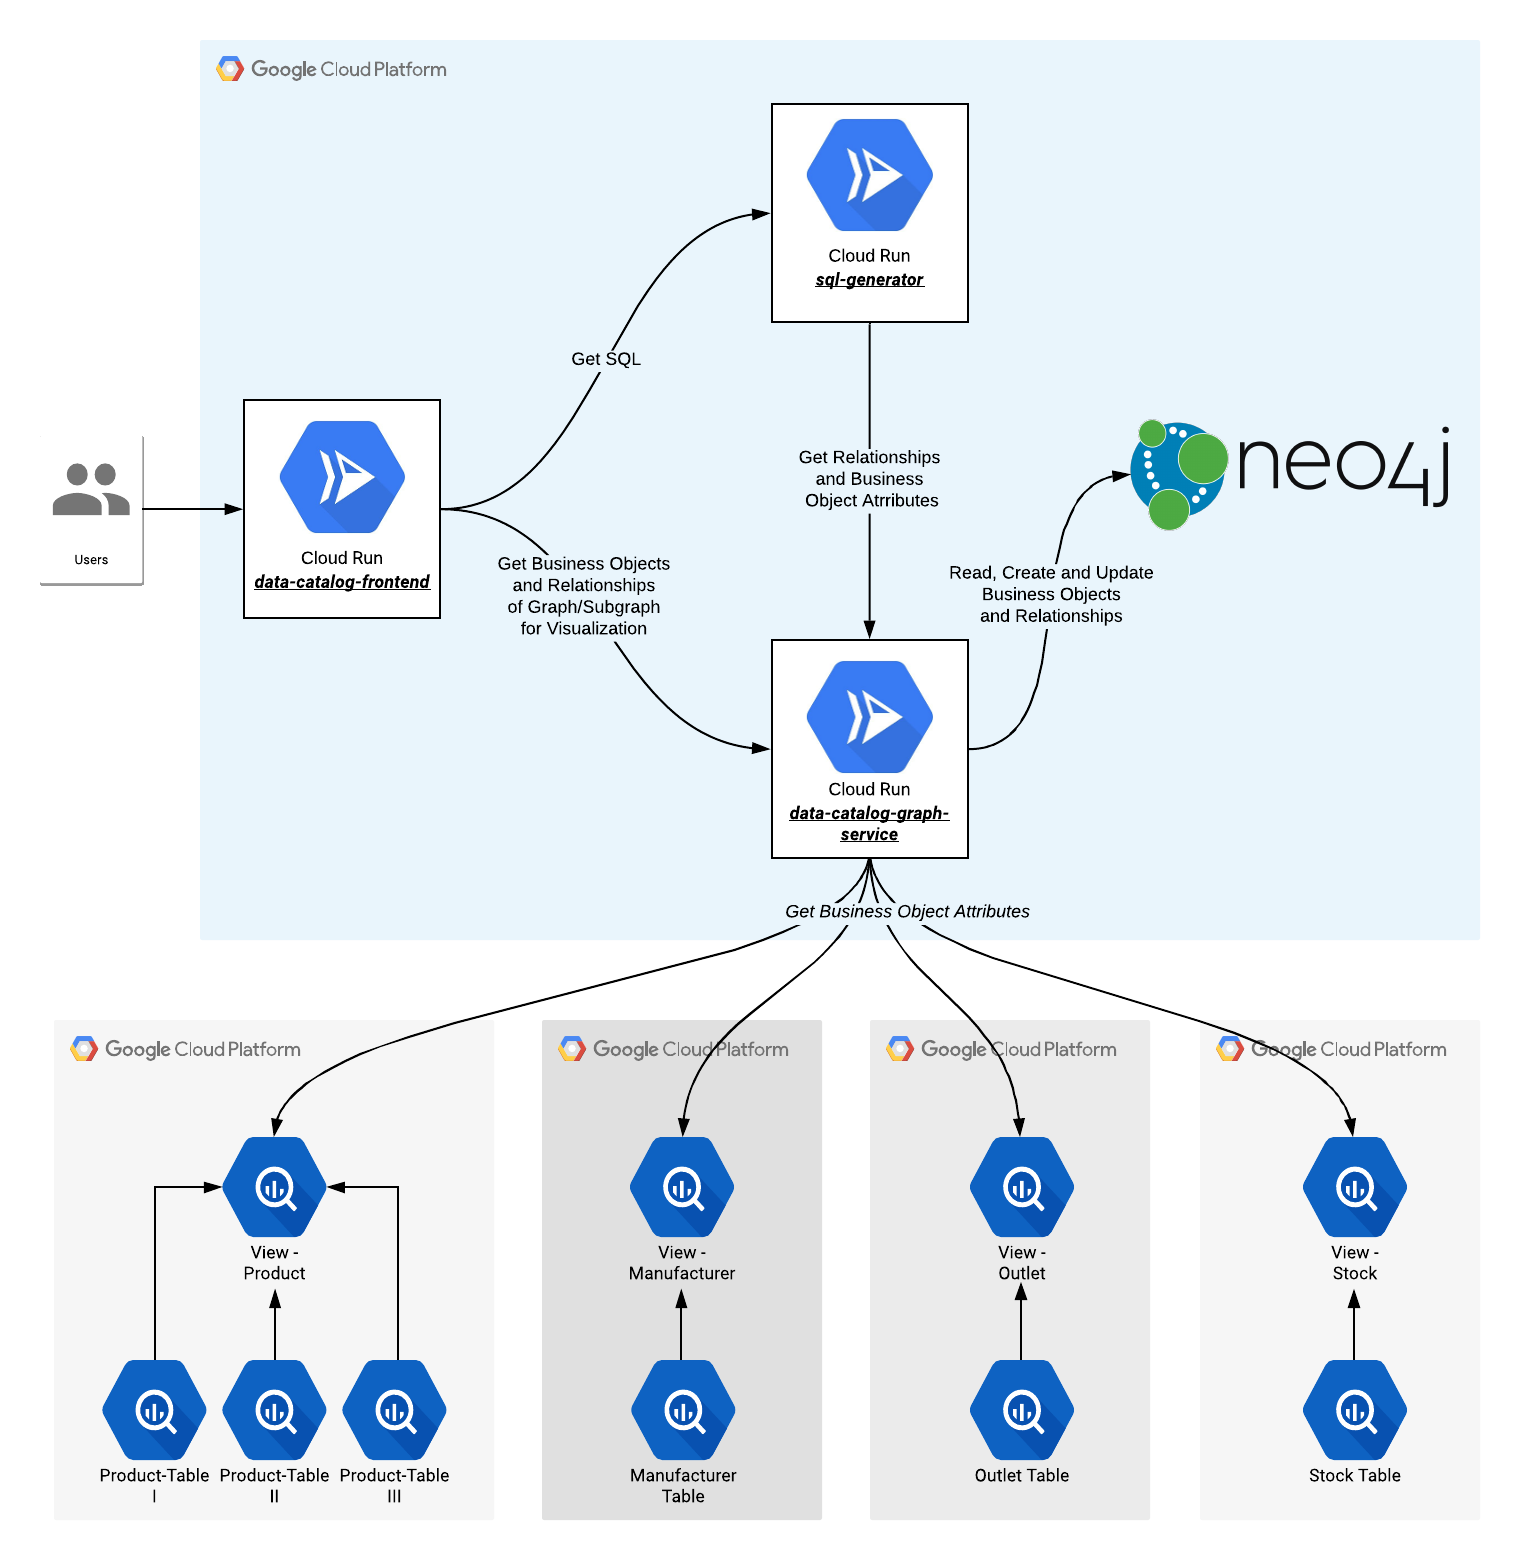 Google Cloud Platform
Cloud Run
sql-generator
Get SQL
Users
Cloud Run
data-catalog-frontend
Get Relationships
and Business
Object Atrributes
neo4j
Get Business Objects
and Relationships
of Graph/Subgraph
for Visualization
Read, Create and Update
Business Objects
and Relationships
Cloud Run
data-catalog-graph-
service
Get Business Object Attributes
Google Cloud Platform
Google Cloud Platform
Google Cloud Platform
Google Cloud Platform
View -
Product
View -
Manufacturer
View -
Outlet
View -
Stock
Product-Table
I
Product-Table
II
Product-Table
III
Manufacturer
Table
Outlet Table
Stock Table